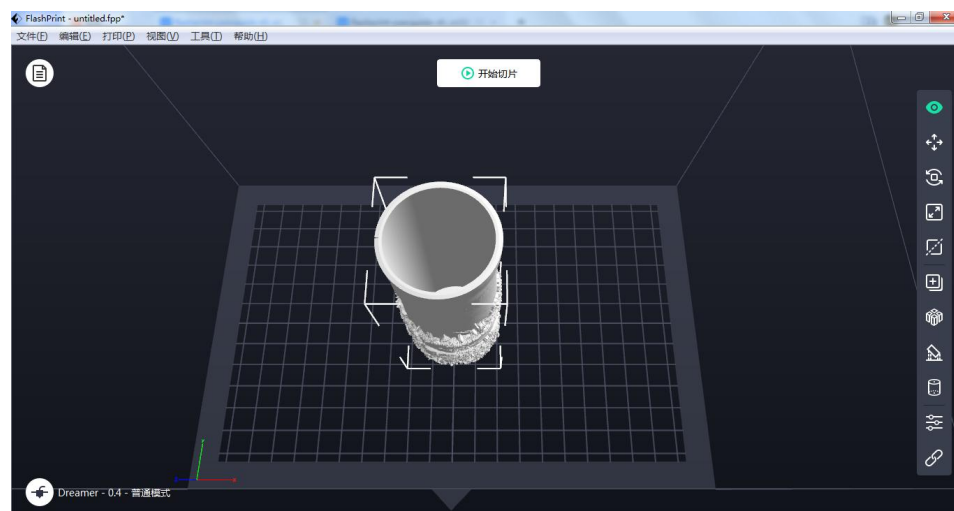 FlashPrint - untitled.fpp*
文件(F) 编辑(E) 打印(P) 视图(V) 工具(T) 帮助(H)
开始切片
Dreamer - 0.4 - 普通模式